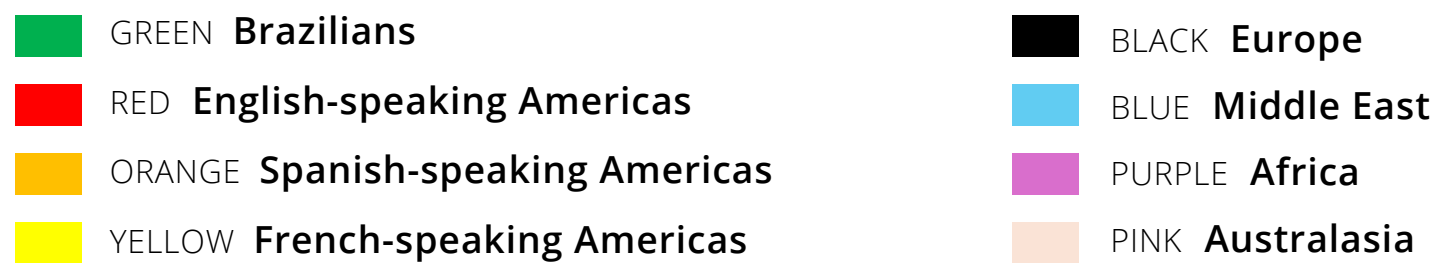 GREEN Brazilians
RED English-speaking Americas
ORANGE Spanish-speaking Americas
YELLOW French-speaking Americas
BLACK Europe
BLUE Middle East
PURPLE Africa
PINK Australasia